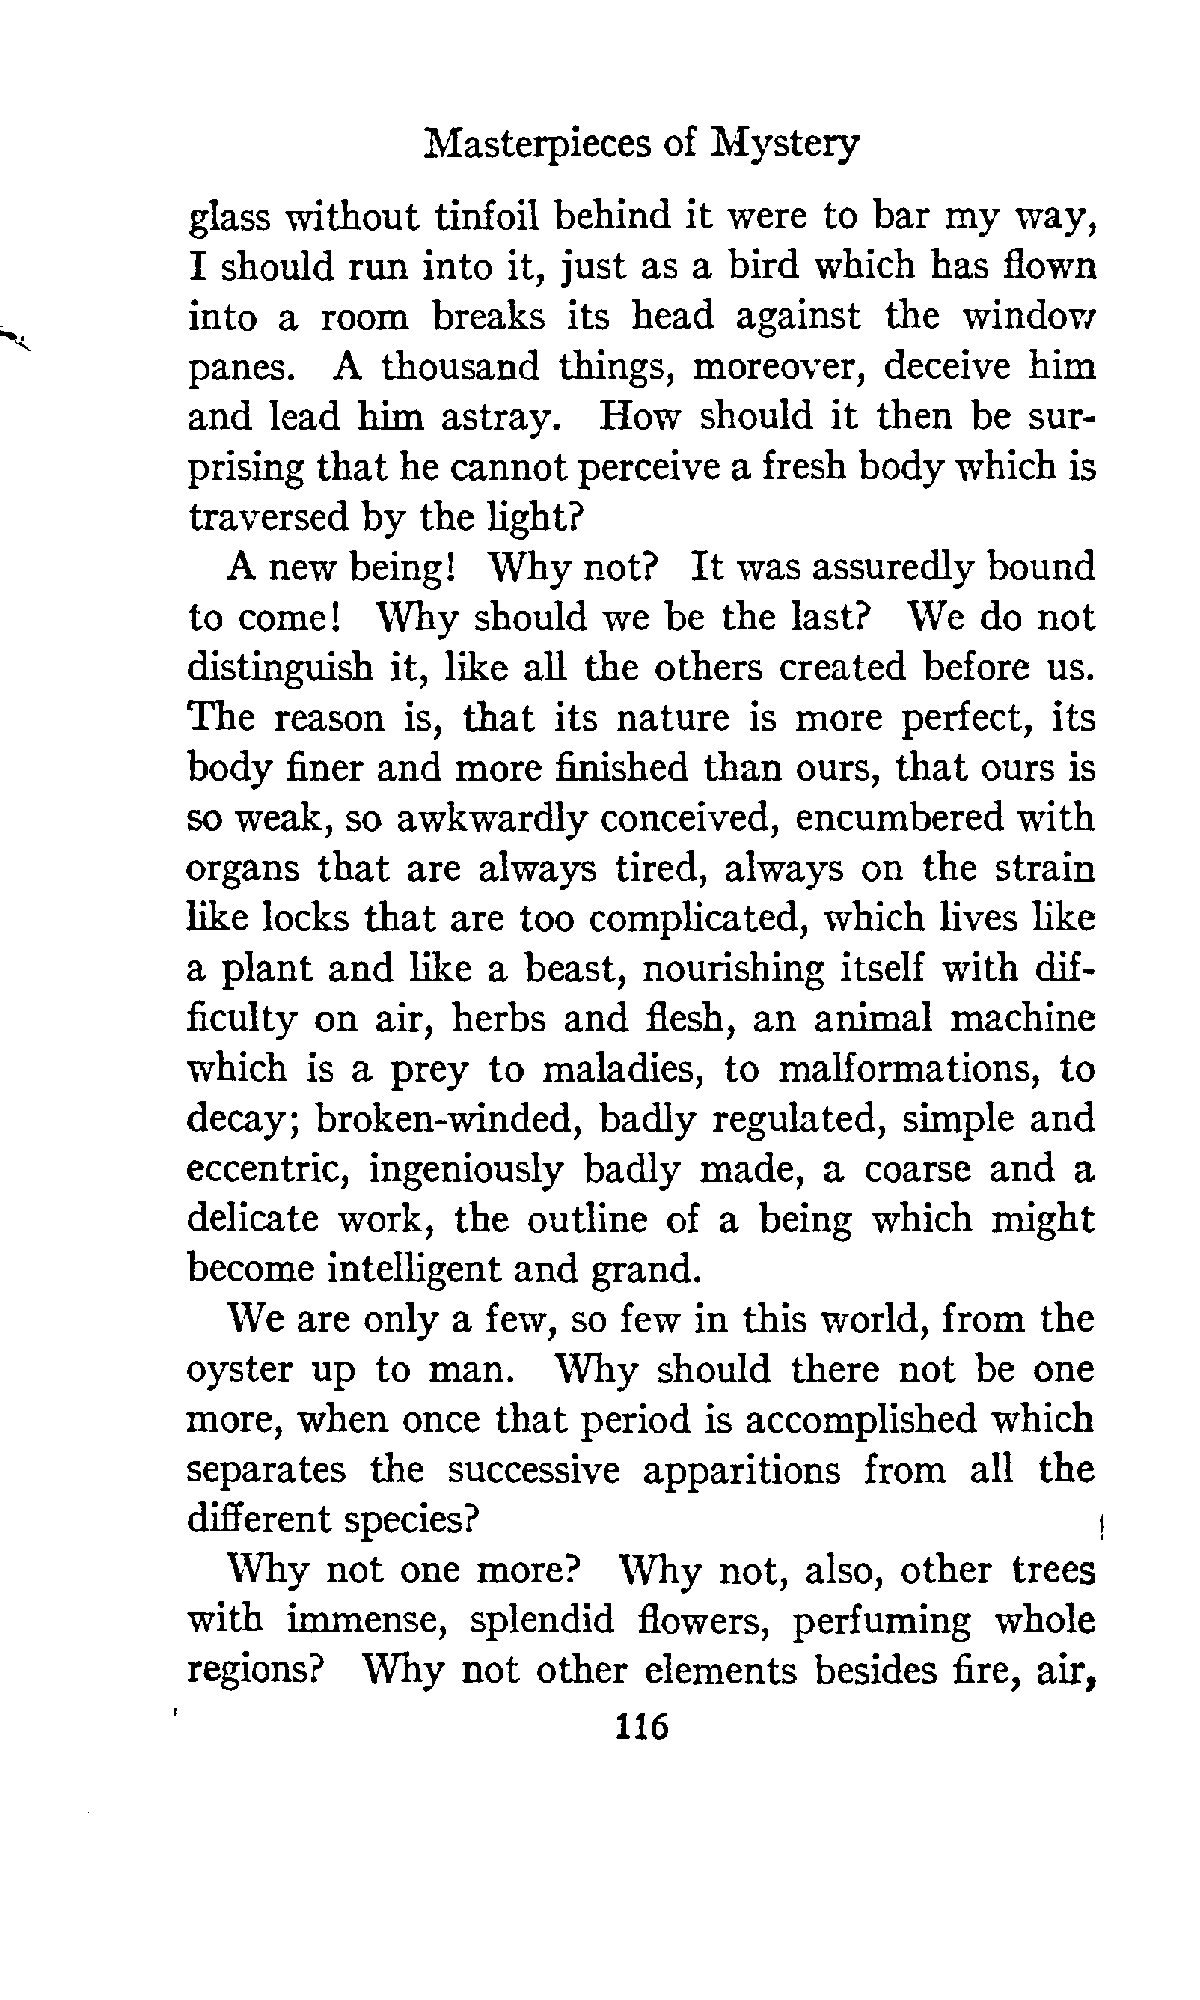 Masterpieces of Mystery
glass without tinfoil behind it were to bar my way,
I should run into it, just as a bird which has flown
into a room breaks its head against the window
panes. A thousand things, moreover, deceive him
and lead him astray. How should it then be sur-
prising that he cannot perceive a fresh body which is
traversed by the light?
A new being! Why not? It was assuredly bound
to come! Why should we be the last? We do not
distinguish it, like all the others created before us.
The reason is, that its nature is more perfect, its
body finer and more finished than ours, that ours is
so weak, so awkwardly conceived, encumbered with
organs that are always tired, always on the strain
like locks that are too complicated, which lives like
a plant and like a beast, nourishing itself with dif-
ficulty on air, herbs and flesh, an animal machine
which is a prey to maladies, to malformations, to
decay; broken-winded, badly regulated, simple and
eccentric, ingeniously badly made, a coarse and a
delicate work, the outline of a being which might
become intelligent and grand.
We are only a few, so few in this world, from the
oyster up to man. Why should there not be one
more, when once that period is accomplished which
separates the successive apparitions from all the
different species?
Why not one more? Why not, also, other trees
with immense, splendid flowers, perfuming whole
regions? Why not other elements besides fire, air,
116